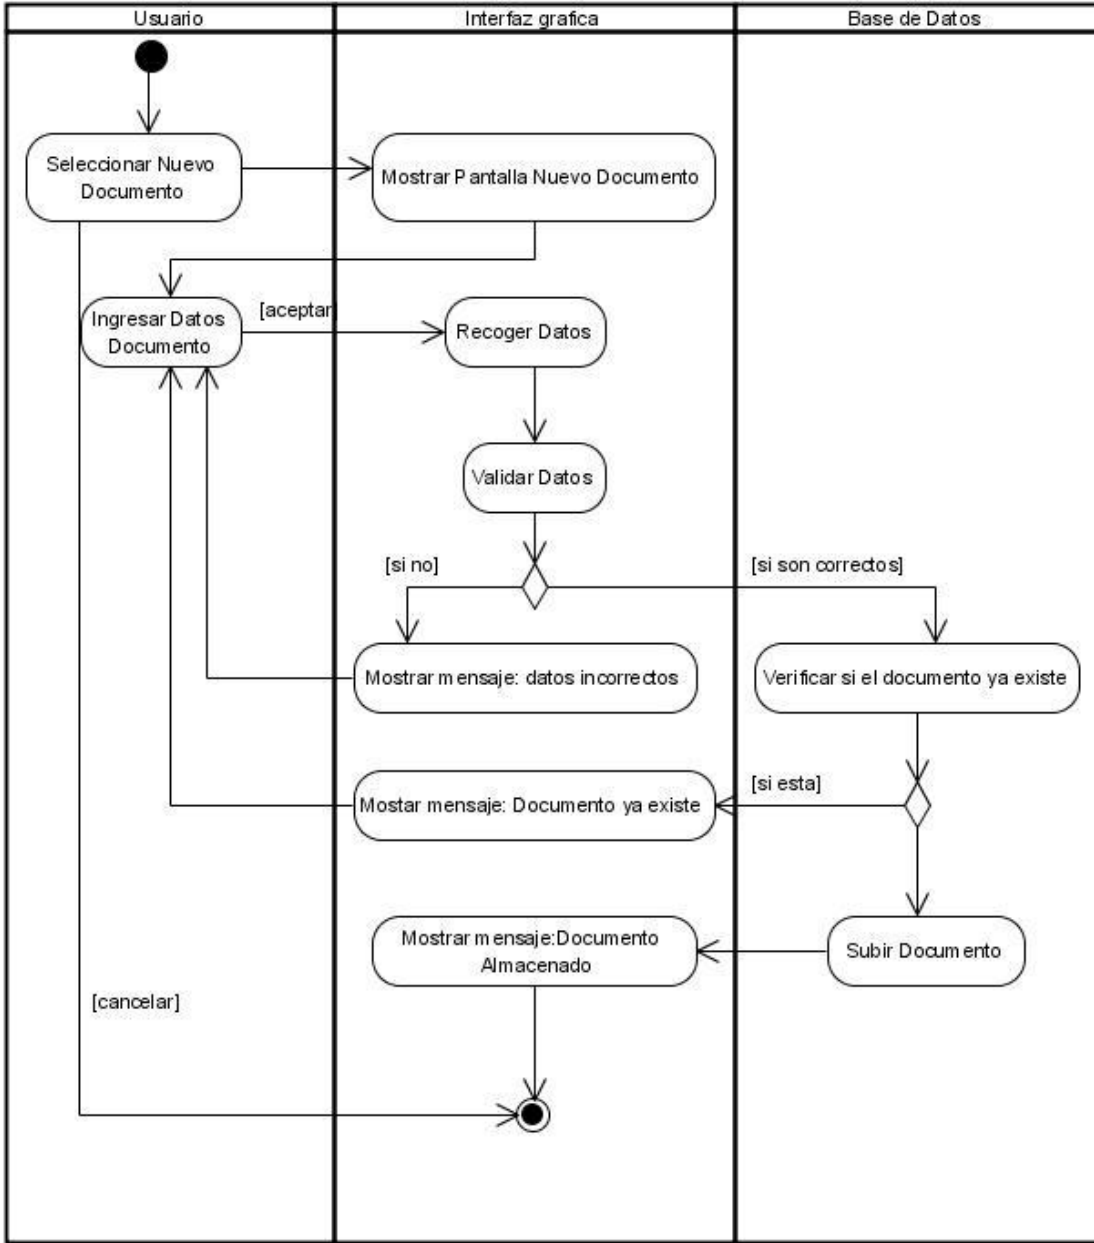 Usuario
Interfaz grafica
Base de Datos
Seleccionar Nuevo
Documento
Mostrar Pantalla Nuevo Documento
Ingresar Datos
Documento
[aceptar]
Recoger Datos
Validar Datos
[si no]
[si son correctos]
Mostrar mensaje: datos incorrectos
Verificar si el documento ya existe
[si esta]
Mostar mensaje: Documento ya existe
Mostrar mensaje:Documento
Almacenado
Subir Documento
[cancelar]